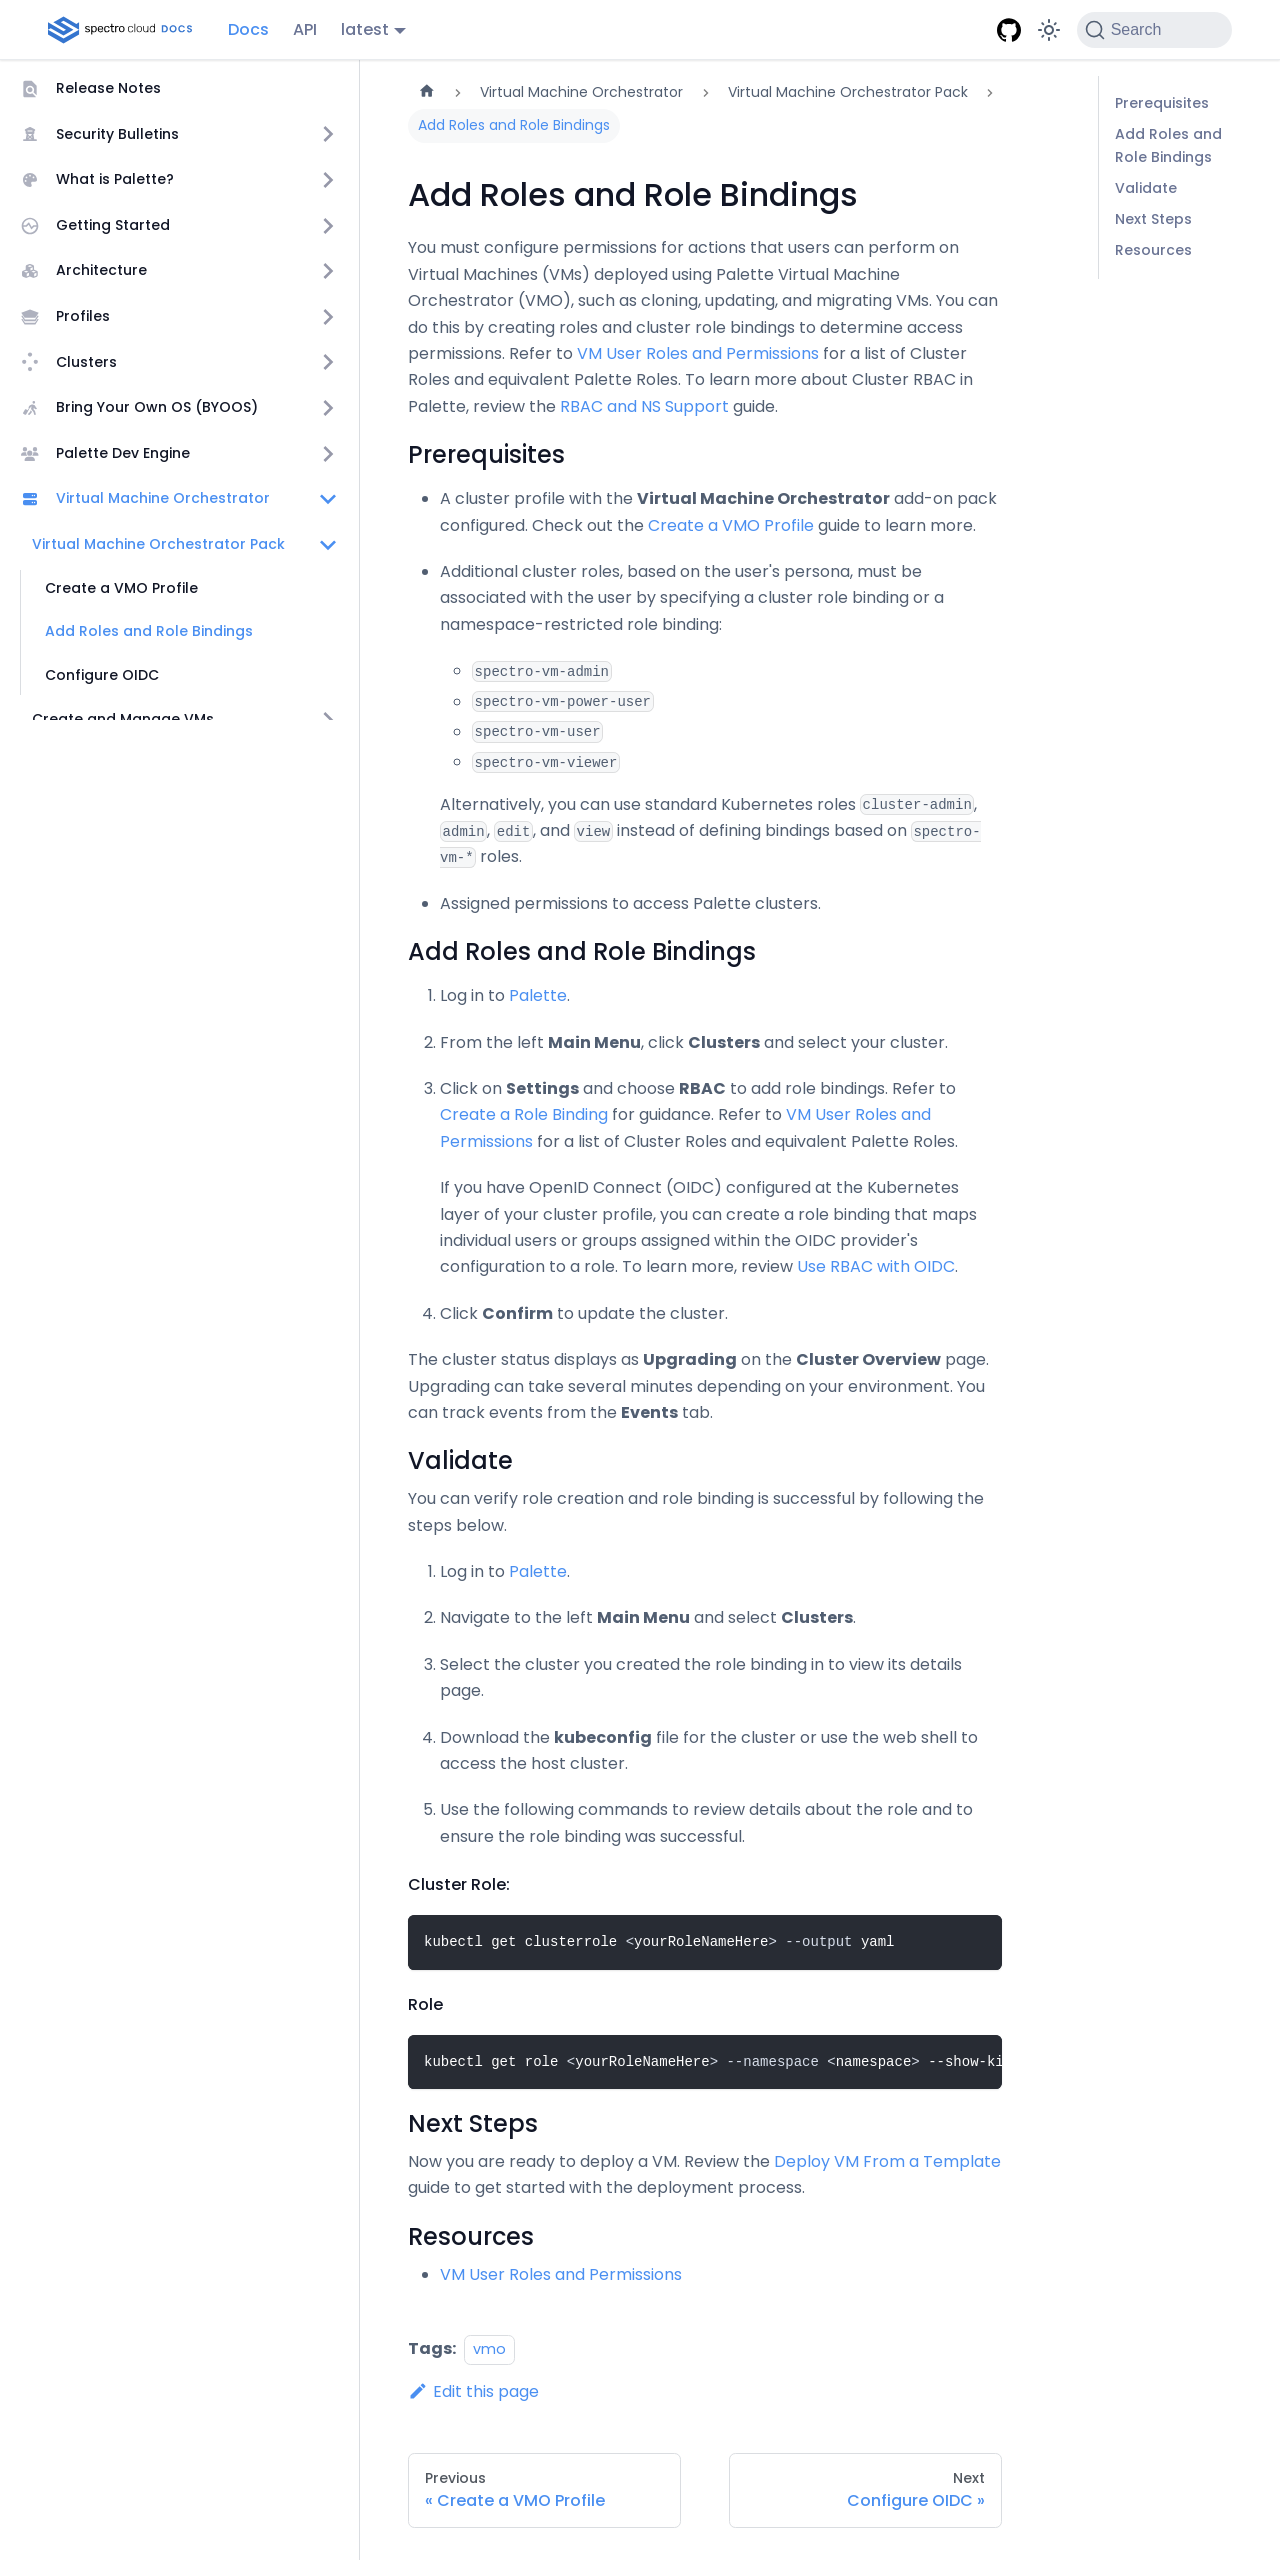 spectro cloud DOCS
Docs
API
latest
Search
Release Notes
Security Bulletins
What is Palette?
Getting Started
Architecture
Profiles
Clusters
Bring Your Own OS (BYOOS)
Palette Dev Engine
Virtual Machine Orchestrator
Virtual Machine Orchestrator Pack
Create a VMO Profile
Add Roles and Role Bindings
Configure OIDC
Create and Manage VMs
Virtual Machine Orchestrator
Virtual Machine Orchestrator Pack
Add Roles and Role Bindings
Add Roles and Role Bindings
You must configure permissions for actions that users can perform on
Virtual Machines (VMs) deployed using Palette Virtual Machine
Orchestrator (VMO), such as cloning, updating, and migrating VMs. You can
do this by creating roles and cluster role bindings to determine access
permissions. Refer to VM User Roles and Permissions for a list of Cluster
Roles and equivalent Palette Roles. To learn more about Cluster RBAC in
Palette, review the RBAC and NS Support guide.
Prerequisites
• A cluster profile with the Virtual Machine Orchestrator add-on pack
configured. Check out the Create a VMO Profile guide to learn more.
• Additional cluster roles, based on the user's persona, must be
associated with the user by specifying a cluster role binding or a
namespace-restricted role binding:
◦ spectro-vm-admin
◦ spectro-vm-power-user
◦ spectro-vm-user
◦ spectro-vm-viewer
Alternatively, you can use standard Kubernetes roles cluster-admin,
admin, edit, and view instead of defining bindings based on spectro-
vm-* roles.
• Assigned permissions to access Palette clusters.
Add Roles and Role Bindings
1. Log in to Palette.
2. From the left Main Menu, click Clusters and select your cluster.
3. Click on Settings and choose RBAC to add role bindings. Refer to
Create a Role Binding for guidance. Refer to VM User Roles and
Permissions for a list of Cluster Roles and equivalent Palette Roles.
If you have OpenID Connect (OIDC) configured at the Kubernetes
layer of your cluster profile, you can create a role binding that maps
individual users or groups assigned within the OIDC provider's
configuration to a role. To learn more, review Use RBAC with OIDC.
4. Click Confirm to update the cluster.
The cluster status displays as Upgrading on the Cluster Overview page.
Upgrading can take several minutes depending on your environment. You
can track events from the Events tab.
Validate
You can verify role creation and role binding is successful by following the
steps below.
1. Log in to Palette.
2. Navigate to the left Main Menu and select Clusters.
3. Select the cluster you created the role binding in to view its details
page.
4. Download the kubeconfig file for the cluster or use the web shell to
access the host cluster.
5. Use the following commands to review details about the role and to
ensure the role binding was successful.
Cluster Role:
kubectl get clusterrole <yourRoleNameHere> --output yaml
Role
kubectl get role <yourRoleNameHere> --namespace <namespace> --show-ki
Next Steps
Now you are ready to deploy a VM. Review the Deploy VM From a Template
guide to get started with the deployment process.
Resources
• VM User Roles and Permissions
Tags: vmo
Edit this page
Previous
« Create a VMO Profile
Next
Configure OIDC »
Prerequisites
Add Roles and
Role Bindings
Validate
Next Steps
Resources